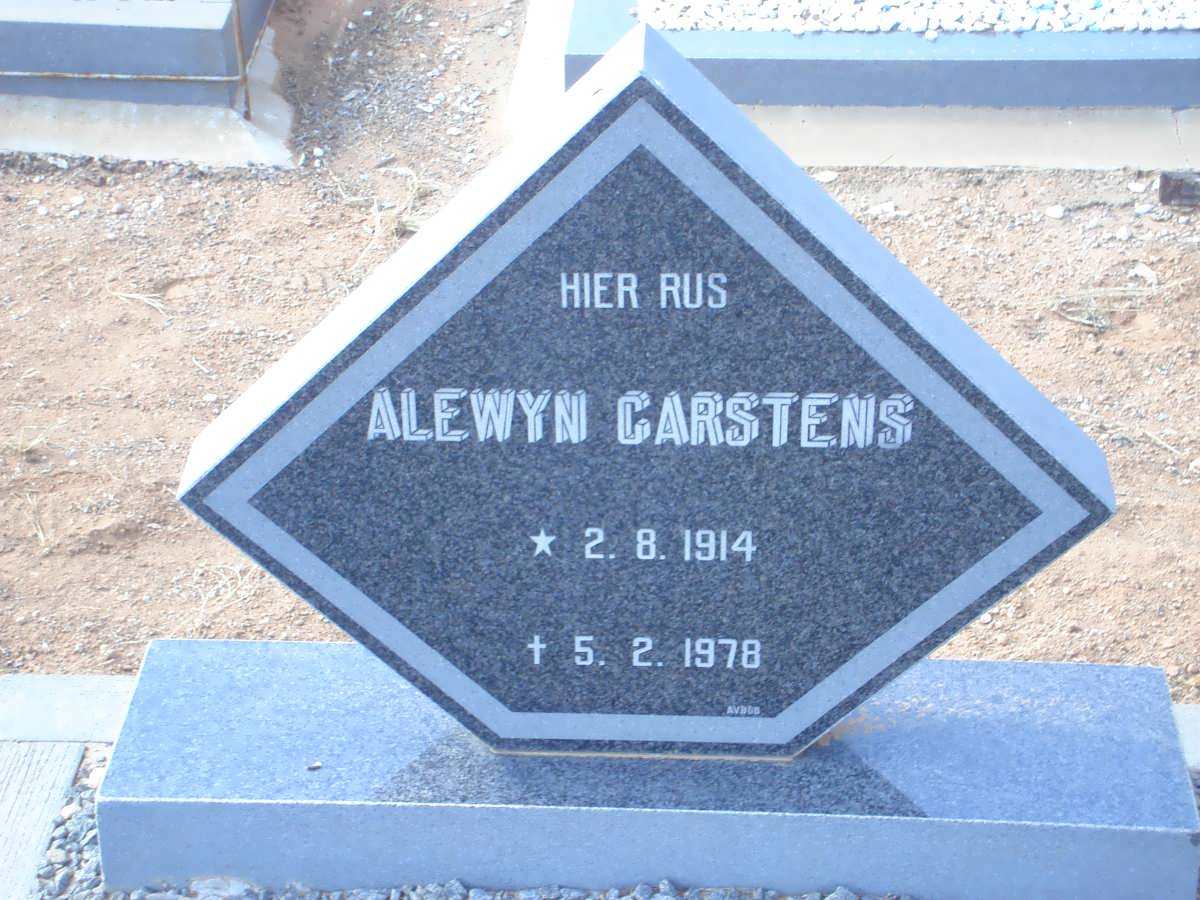 HIER RUS
ALEWYN CARSTENS
★ 2. 8. 1914
† 5. 2. 1978
AVBOB